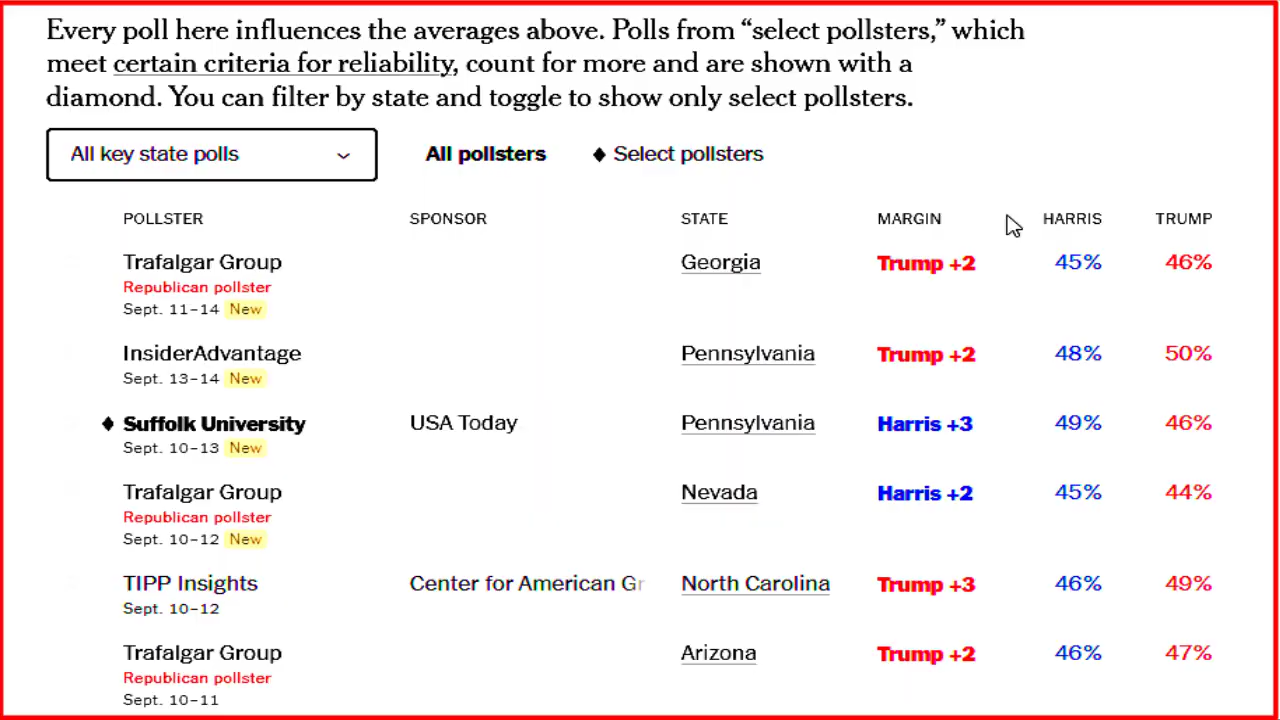 Every poll here influences the averages above. Polls from “select pollsters,” which
meet certain criteria for reliability, count for more and are shown with a
diamond. You can filter by state and toggle to show only select pollsters.
All key state polls All pollsters ♦ Select pollsters
POLLSTER SPONSOR STATE MARGIN HARRIS TRUMP
Trafalgar Group Georgia Trump +2 45% 46%
Republican pollster
Sept. 11–14 New
InsiderAdvantage Pennsylvania Trump +2 48% 50%
Sept. 13–14 New
♦ Suffolk University USA Today Pennsylvania Harris +3 49% 46%
Sept. 10–13 New
Trafalgar Group Nevada Harris +2 45% 44%
Republican pollster
Sept. 10–12 New
TIPP Insights Center for American Gr North Carolina Trump +3 46% 49%
Sept. 10–12
Trafalgar Group Arizona Trump +2 46% 47%
Republican pollster
Sept. 10–11